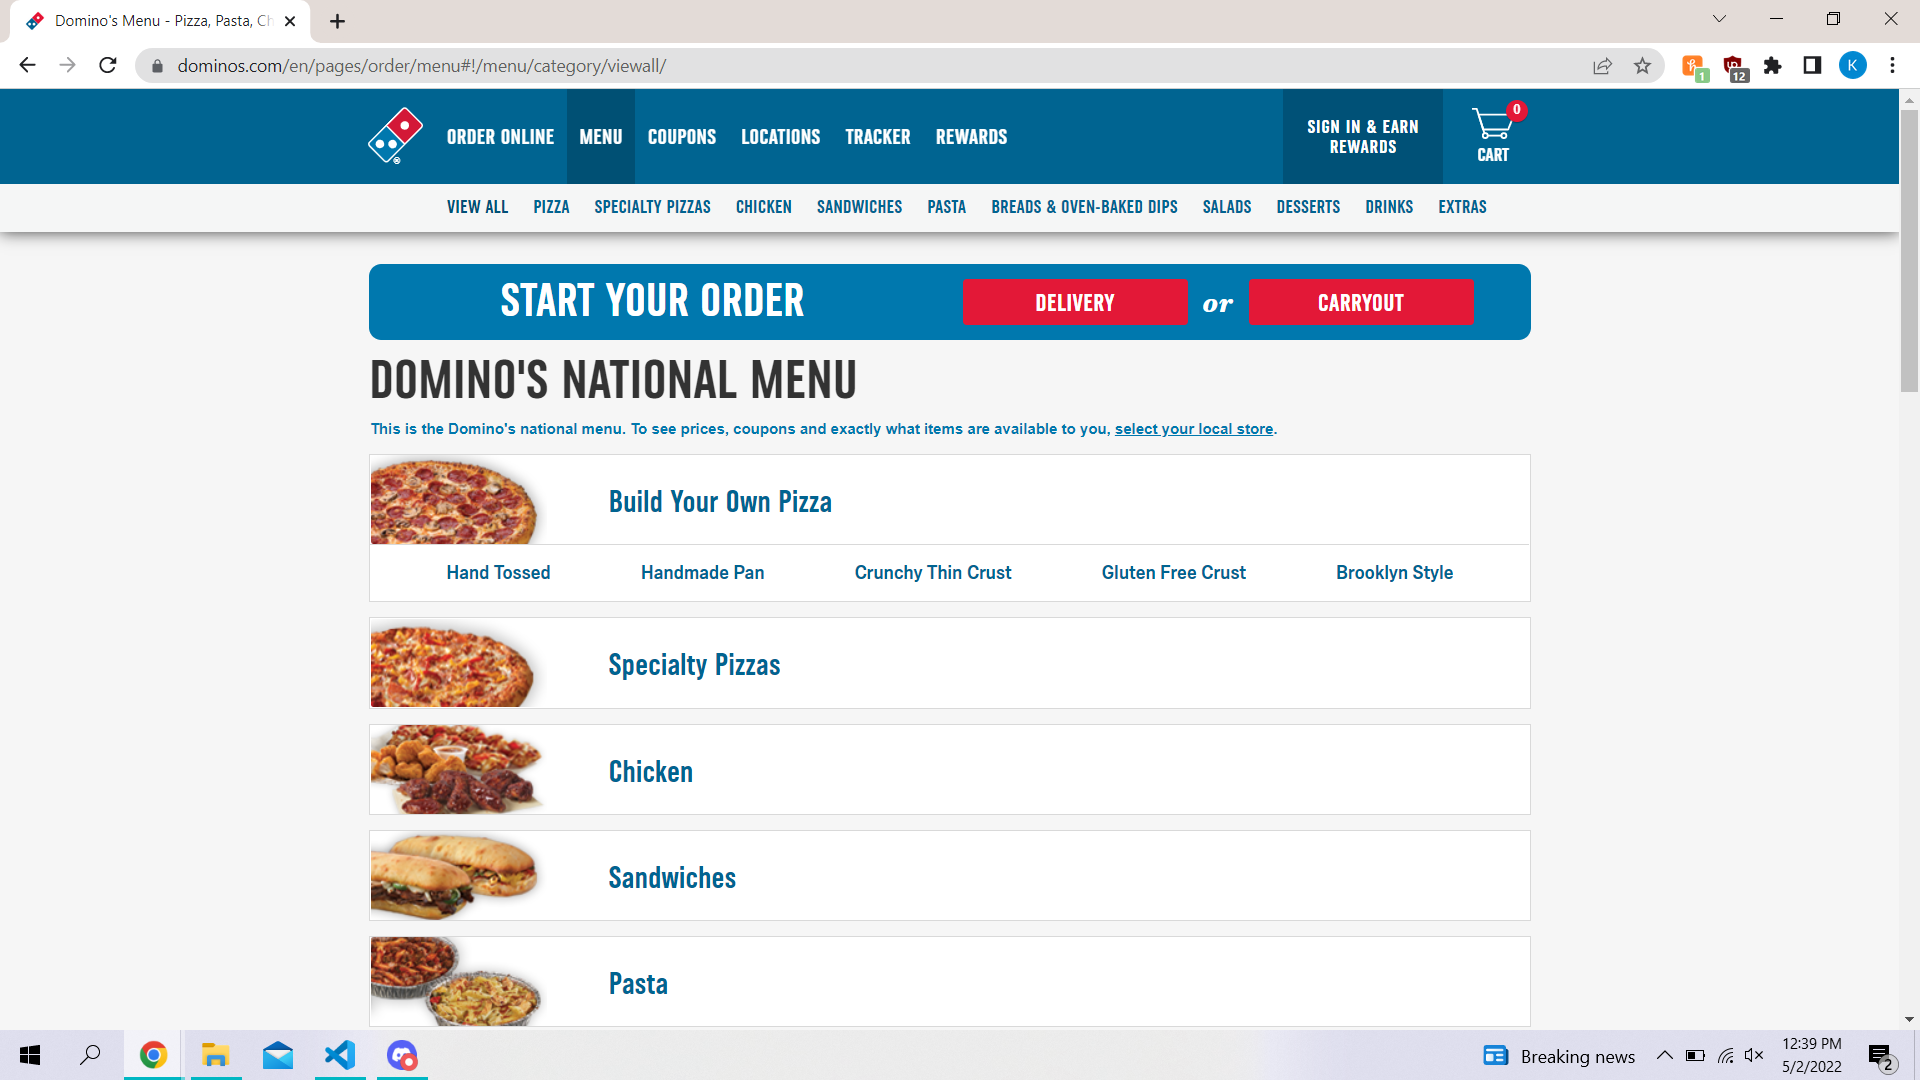 Domino's Menu - Pizza, Pasta, Ch
dominos.com/en/pages/order/menu#!/menu/category/viewall/
1
12
K
ORDER ONLINE
MENU
COUPONS
LOCATIONS
TRACKER
REWARDS
SIGN IN & EARN
REWARDS
0
CART
VIEW ALL
PIZZA
SPECIALTY PIZZAS
CHICKEN
SANDWICHES
PASTA
BREADS & OVEN-BAKED DIPS
SALADS
DESSERTS
DRINKS
EXTRAS
START YOUR ORDER
DELIVERY
or
CARRYOUT
DOMINO'S NATIONAL MENU
This is the Domino's national menu. To see prices, coupons and exactly what items are available to you, select your local store.
Build Your Own Pizza
Hand Tossed
Handmade Pan
Crunchy Thin Crust
Gluten Free Crust
Brooklyn Style
Specialty Pizzas
Chicken
Sandwiches
Pasta
Breaking news
12:39 PM
5/2/2022
2